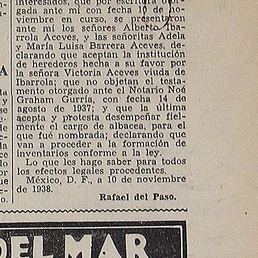 interesados, que por escritura otor-
gada ante mí con fecha 10 de no-
viembre en curso, se presentaron
ante mí los señores Alberto Iba-
rrola Aceves, y las señoritas Adela
y María Luisa Barrera Aceves, de-
clarando que aceptan la institución
de herederos hecha a su favor por
la señora Victoria Aceves viuda de
Ibarrola; que no objetan el testa-
mento otorgado ante el Notario Noé
Graham Gurría, con fecha 14 de
agosto de 1937; y que la última
acepta y protesta desempeñar fiel-
mente el cargo de albacea, para el
que fué nombrada; declarando que
van a proceder a la formación de
inventarios conforme a la ley.
Lo que les hago saber para todos
los efectos legales procedentes.
México, D. F., a 10 de noviembre
de 1938.
Rafael del Paso.
DEL MAR